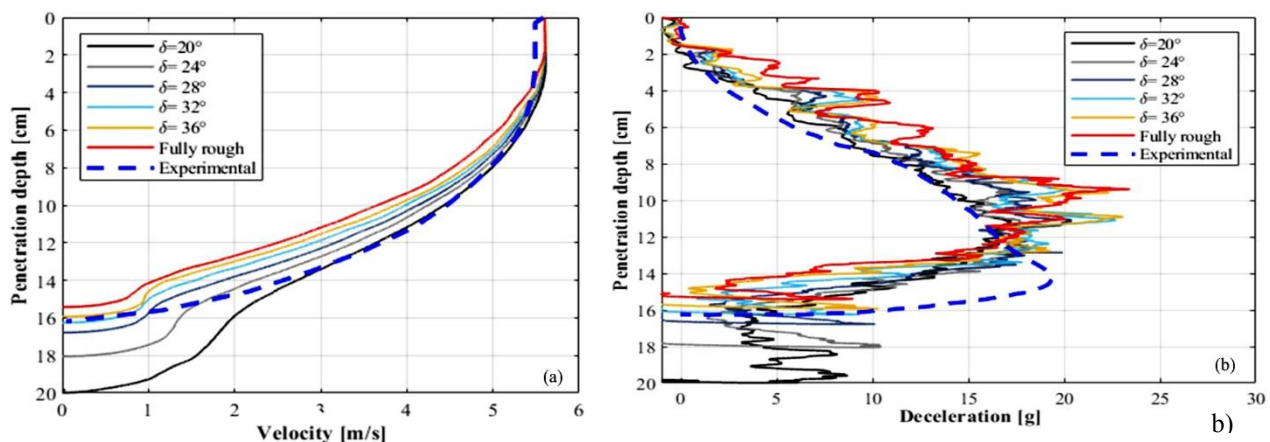 0
2
4
6
8
10
12
14
16
18
20
Penetration depth [cm]
δ=20°
δ=24°
δ=28°
δ=32°
δ= 36°
Fully rough
Experimental
(a)
0 1 2 3 4 5 6
Velocity [m/s]
0
2
4
6
8
10
12
14
16
18
20
Penetration depth [cm]
δ=20°
δ=24°
δ=28°
δ=32°
δ= 36°
Fully rough
Experimental
(b)
0 5 10 15 20 25 30
Deceleration [g]
b)